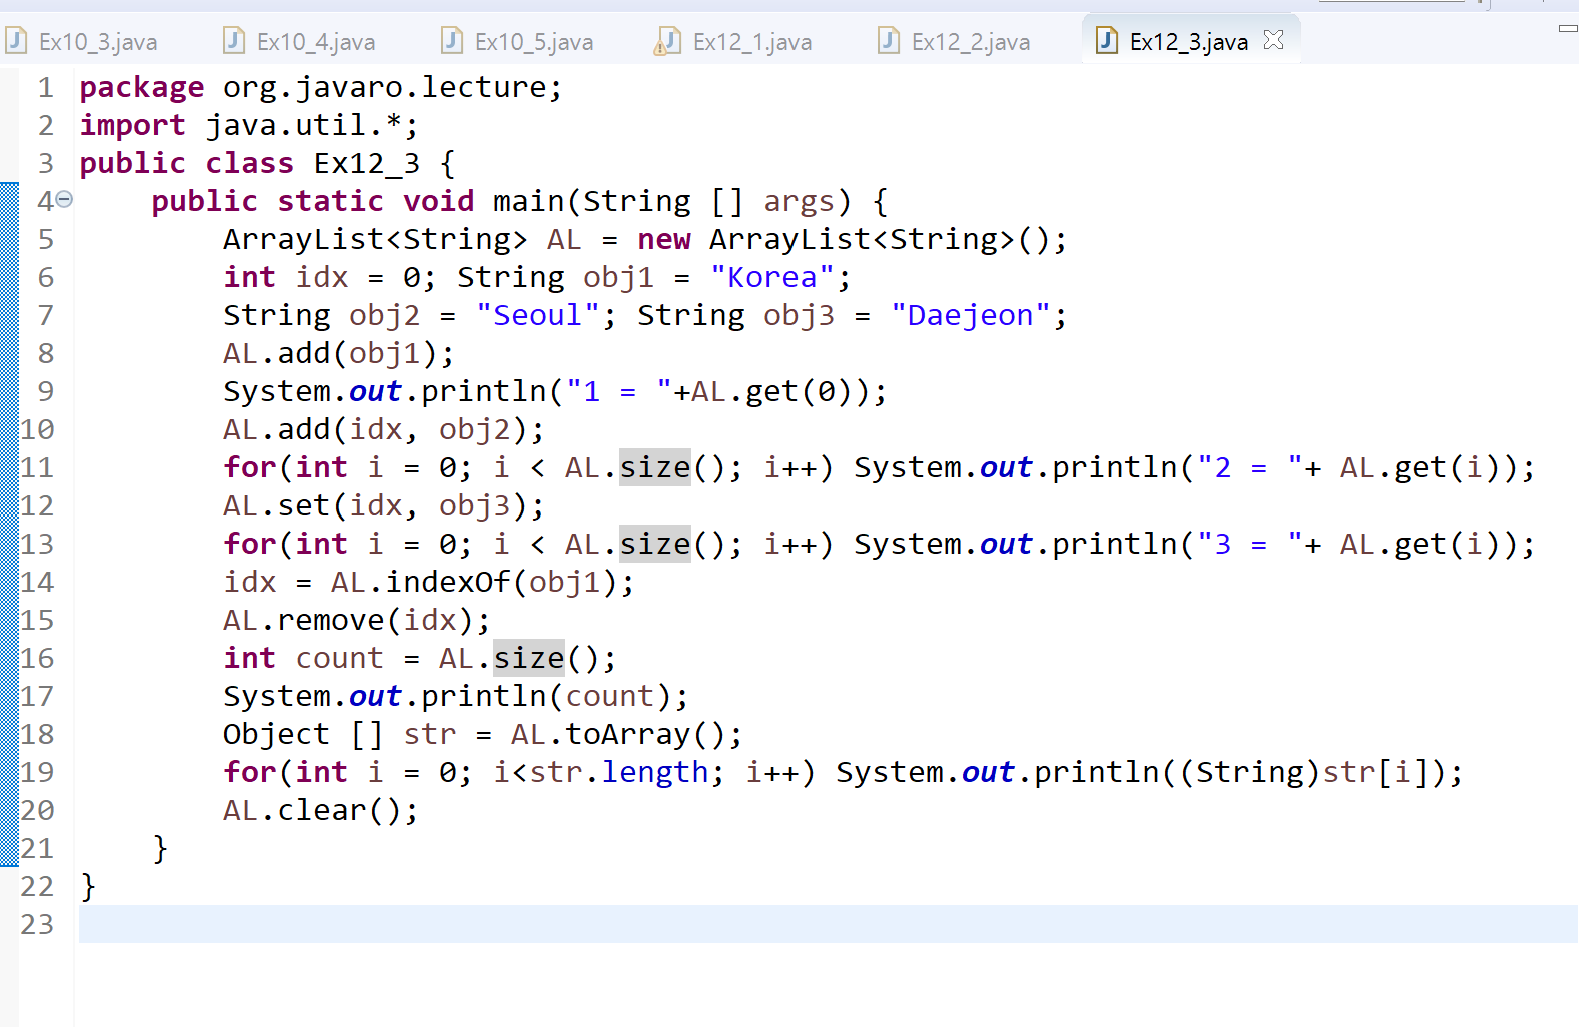 Ex10_3.java Ex10_4.java Ex10_5.java Ex12_1.java Ex12_2.java Ex12_3.java
1 package org.javaro.lecture;
2 import java.util.*;
3 public class Ex12_3 {
4 public static void main(String [] args) {
5 ArrayList<String> AL = new ArrayList<String>();
6 int idx = 0; String obj1 = "Korea";
7 String obj2 = "Seoul"; String obj3 = "Daejeon";
8 AL.add(obj1);
9 System.out.println("1 = "+AL.get(0));
10 AL.add(idx, obj2);
11 for(int i = 0; i < AL.size(); i++) System.out.println("2 = "+ AL.get(i));
12 AL.set(idx, obj3);
13 for(int i = 0; i < AL.size(); i++) System.out.println("3 = "+ AL.get(i));
14 idx = AL.indexOf(obj1);
15 AL.remove(idx);
16 int count = AL.size();
17 System.out.println(count);
18 Object [] str = AL.toArray();
19 for(int i = 0; i<str.length; i++) System.out.println((String)str[i]);
20 AL.clear();
21 }
22 }
23